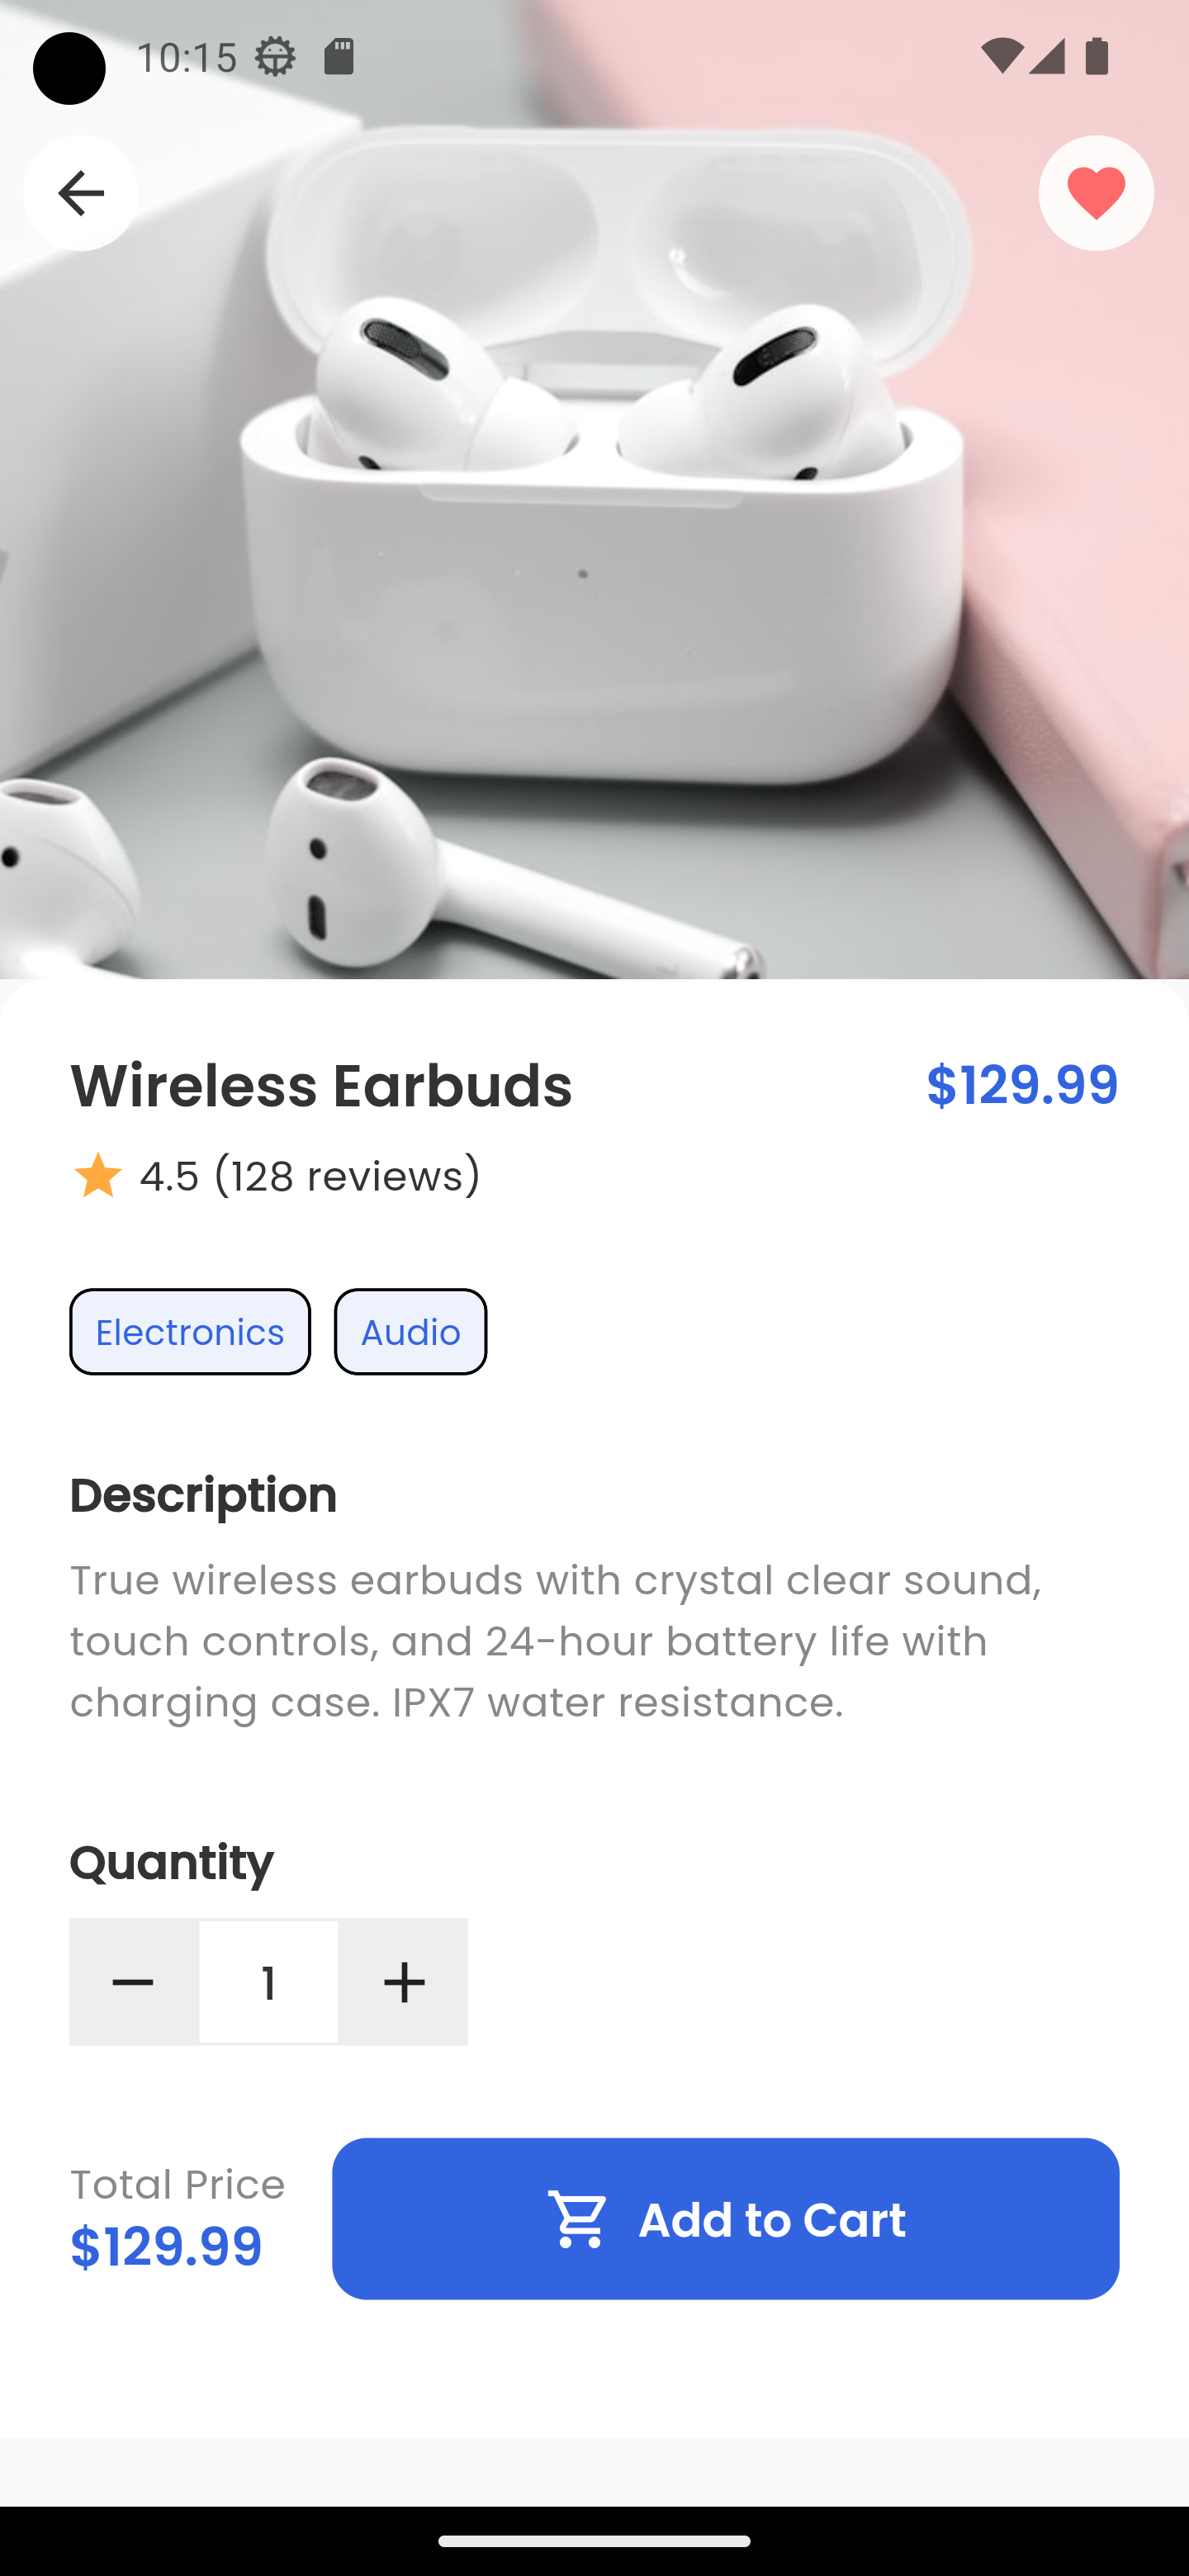 10:15
Wireless Earbuds
$129.99
4.5 (128 reviews)
Electronics
Audio
Description
True wireless earbuds with crystal clear sound,
touch controls, and 24-hour battery life with
charging case. IPX7 water resistance.
Quantity
1
Total Price
$129.99
Add to Cart